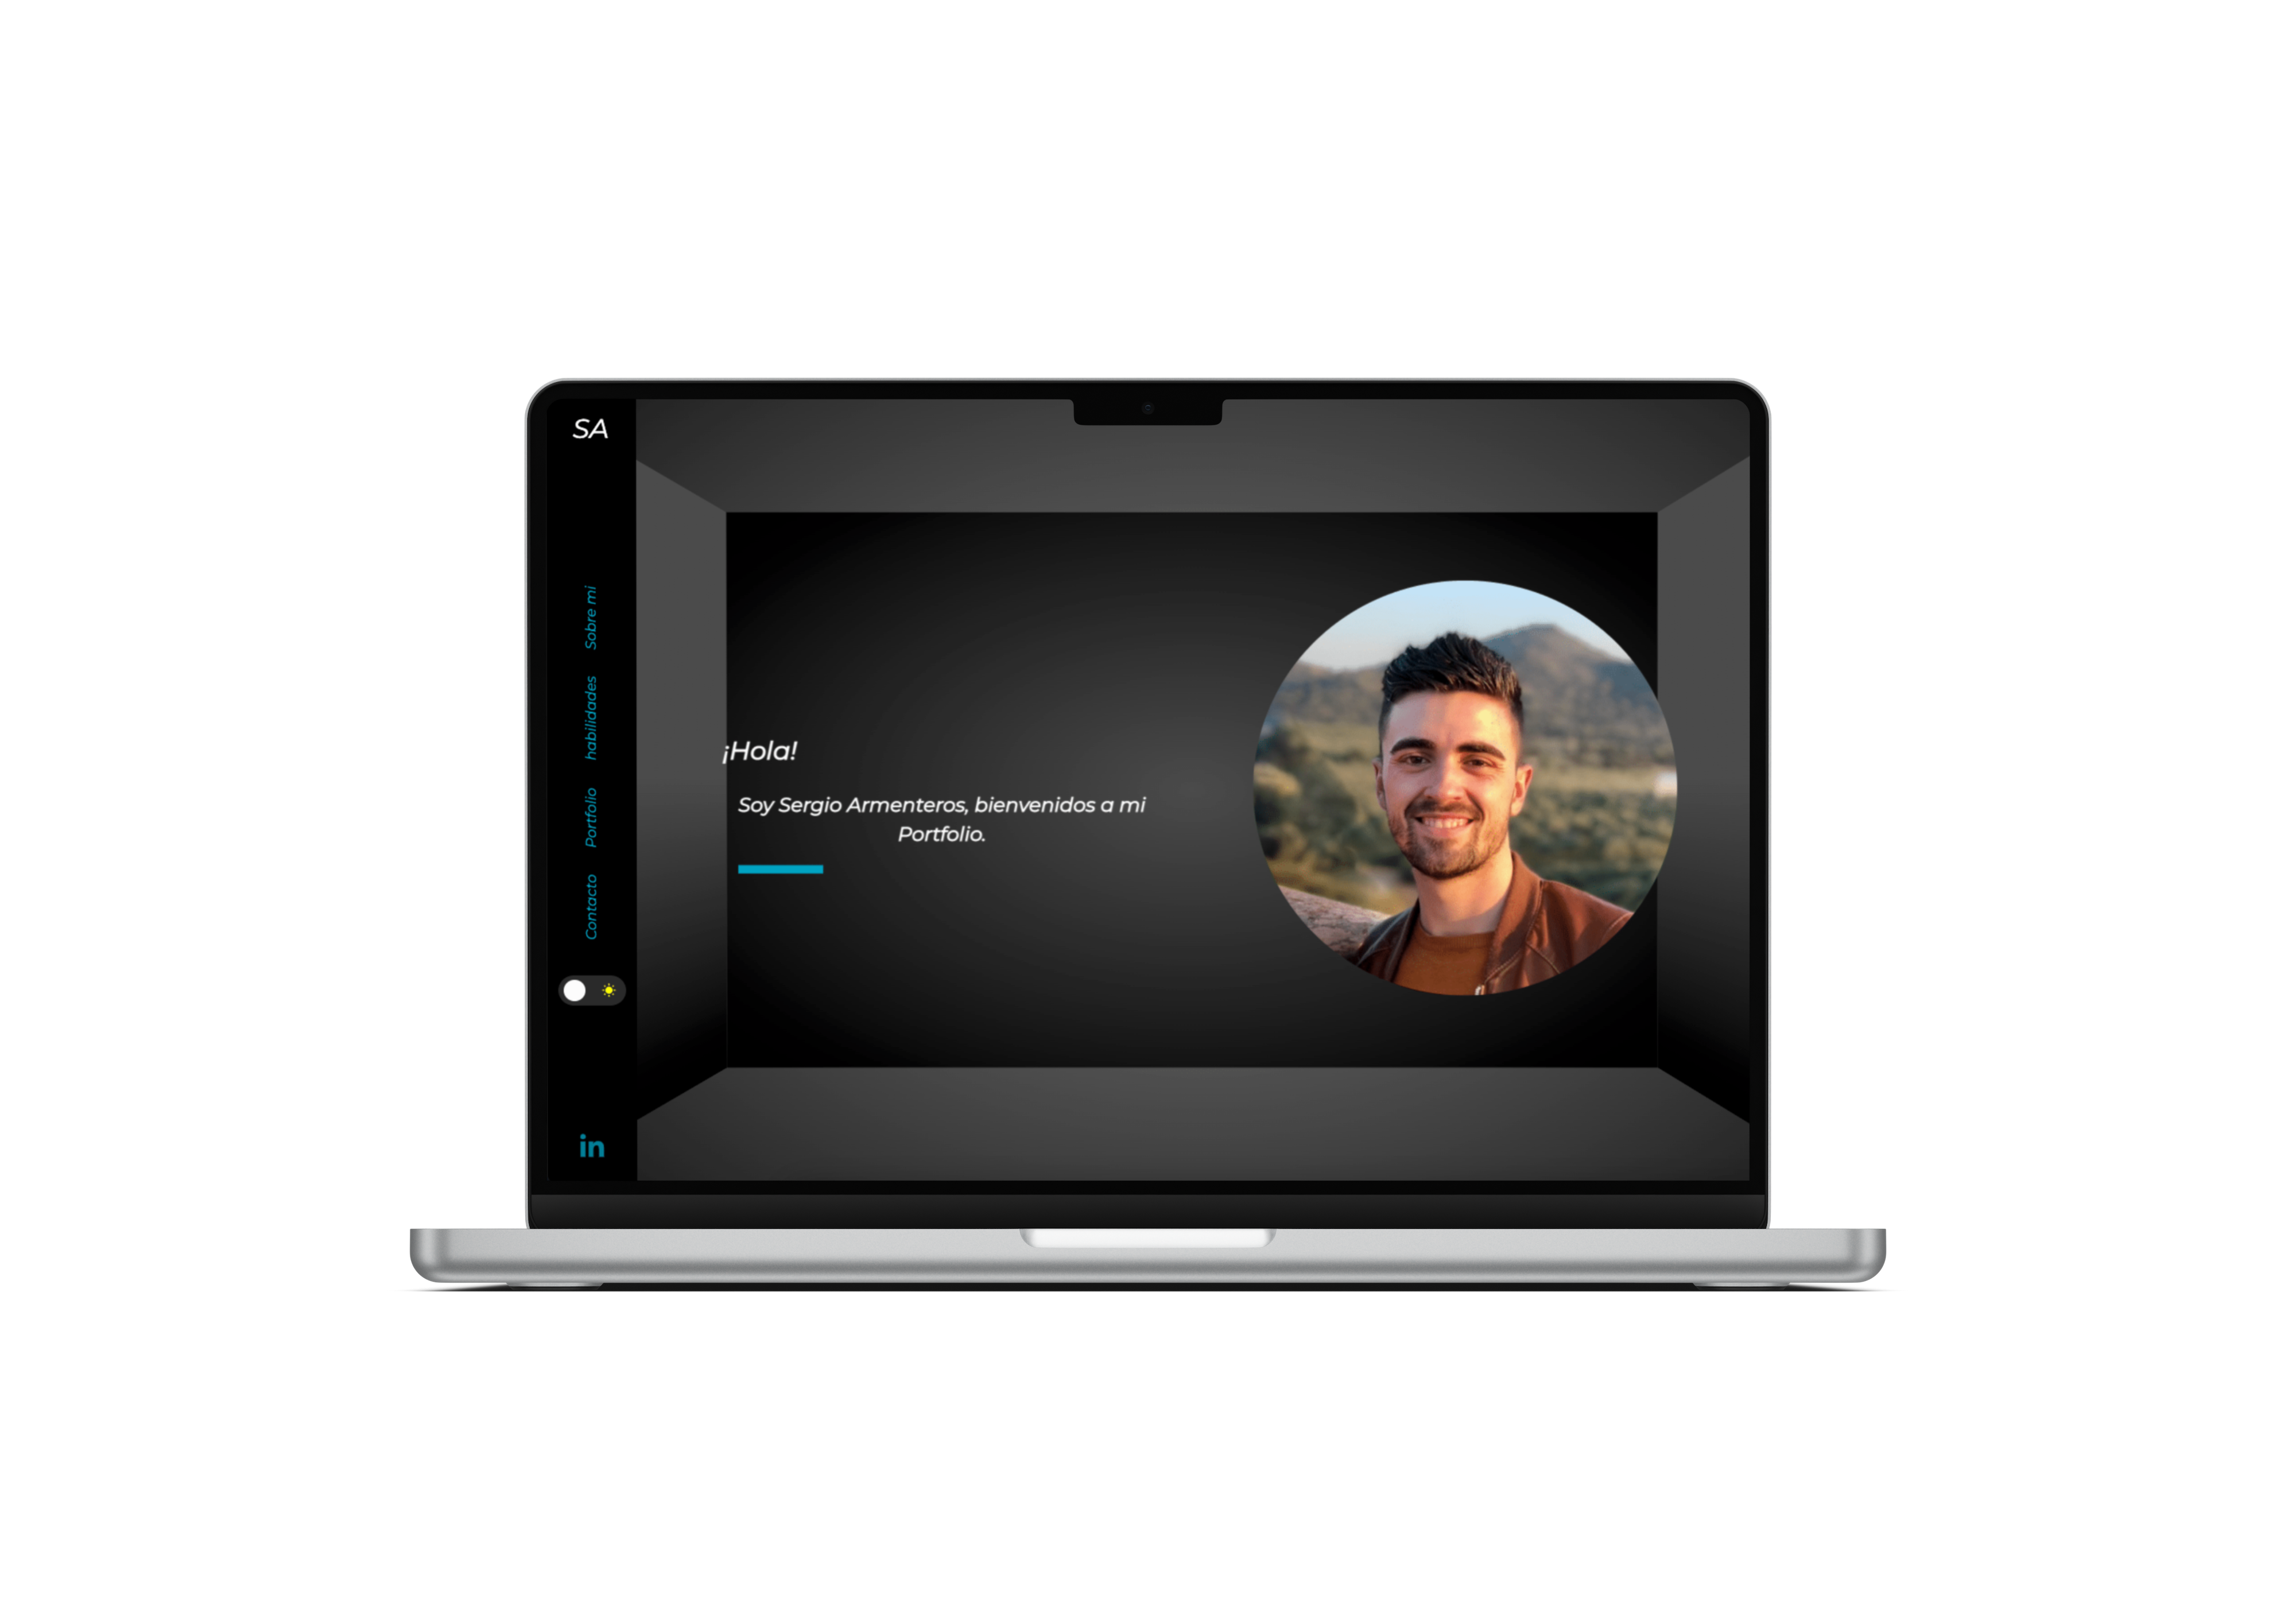 SA
Sobre mi
habilidades
Portfolio
Contacto
in
¡Hola!
Soy Sergio Armenteros, bienvenidos a mi
Portfolio.